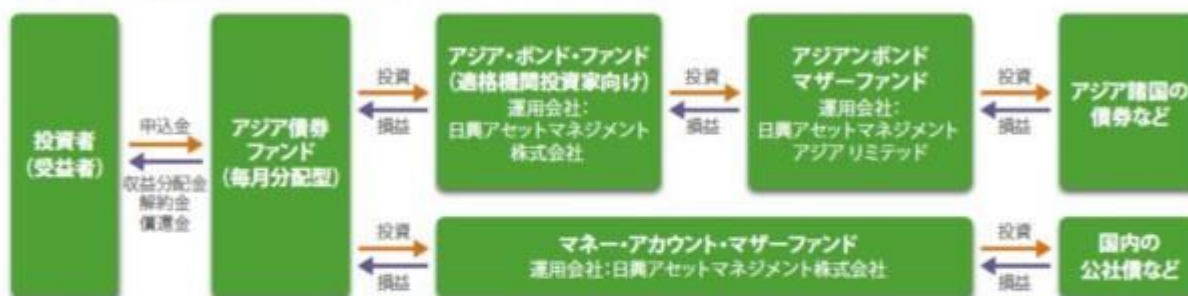 投資者
(受益者)
申込金
収益分配金
解約金
償還金
アジア債券
ファンド
(毎月分配型)
投資
損益
アジア・ボンド・ファンド
(適格機関投資家向け)
運用会社:
日興アセットマネジメント
株式会社
投資
損益
アジアンボンド
マザーファンド
運用会社:
日興アセットマネジメント
アジア リミテッド
投資
損益
アジア諸国の
債券など
投資
損益
マネー・アカウント・マザーファンド
運用会社:日興アセットマネジメント株式会社
投資
損益
国内の
公社債など